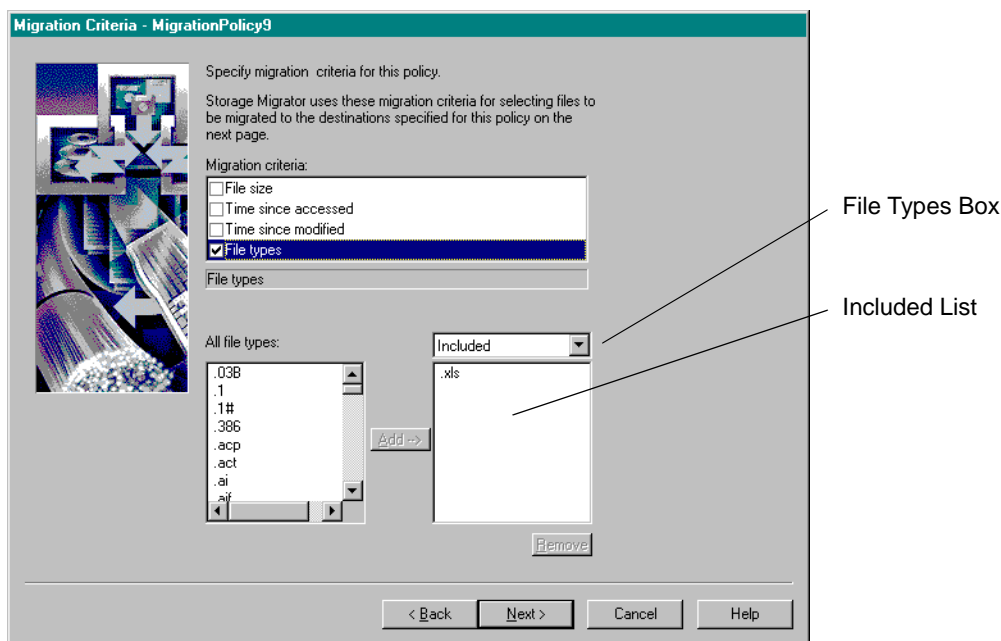 Migration Criteria - MigrationPolicy9
Specify migration criteria for this policy.
Storage Migrator uses these migration criteria for selecting files to
be migrated to the destinations specified for this policy on the
next page.
Migration criteria:
File size
Time since accessed
Time since modified
File types
File types
File Types Box
Included List
All file types:
Included
.03B
.1
.1#
.386
.acp
.act
.ai
.aif
.xls
Add -->
Remove
< Back
Next >
Cancel
Help